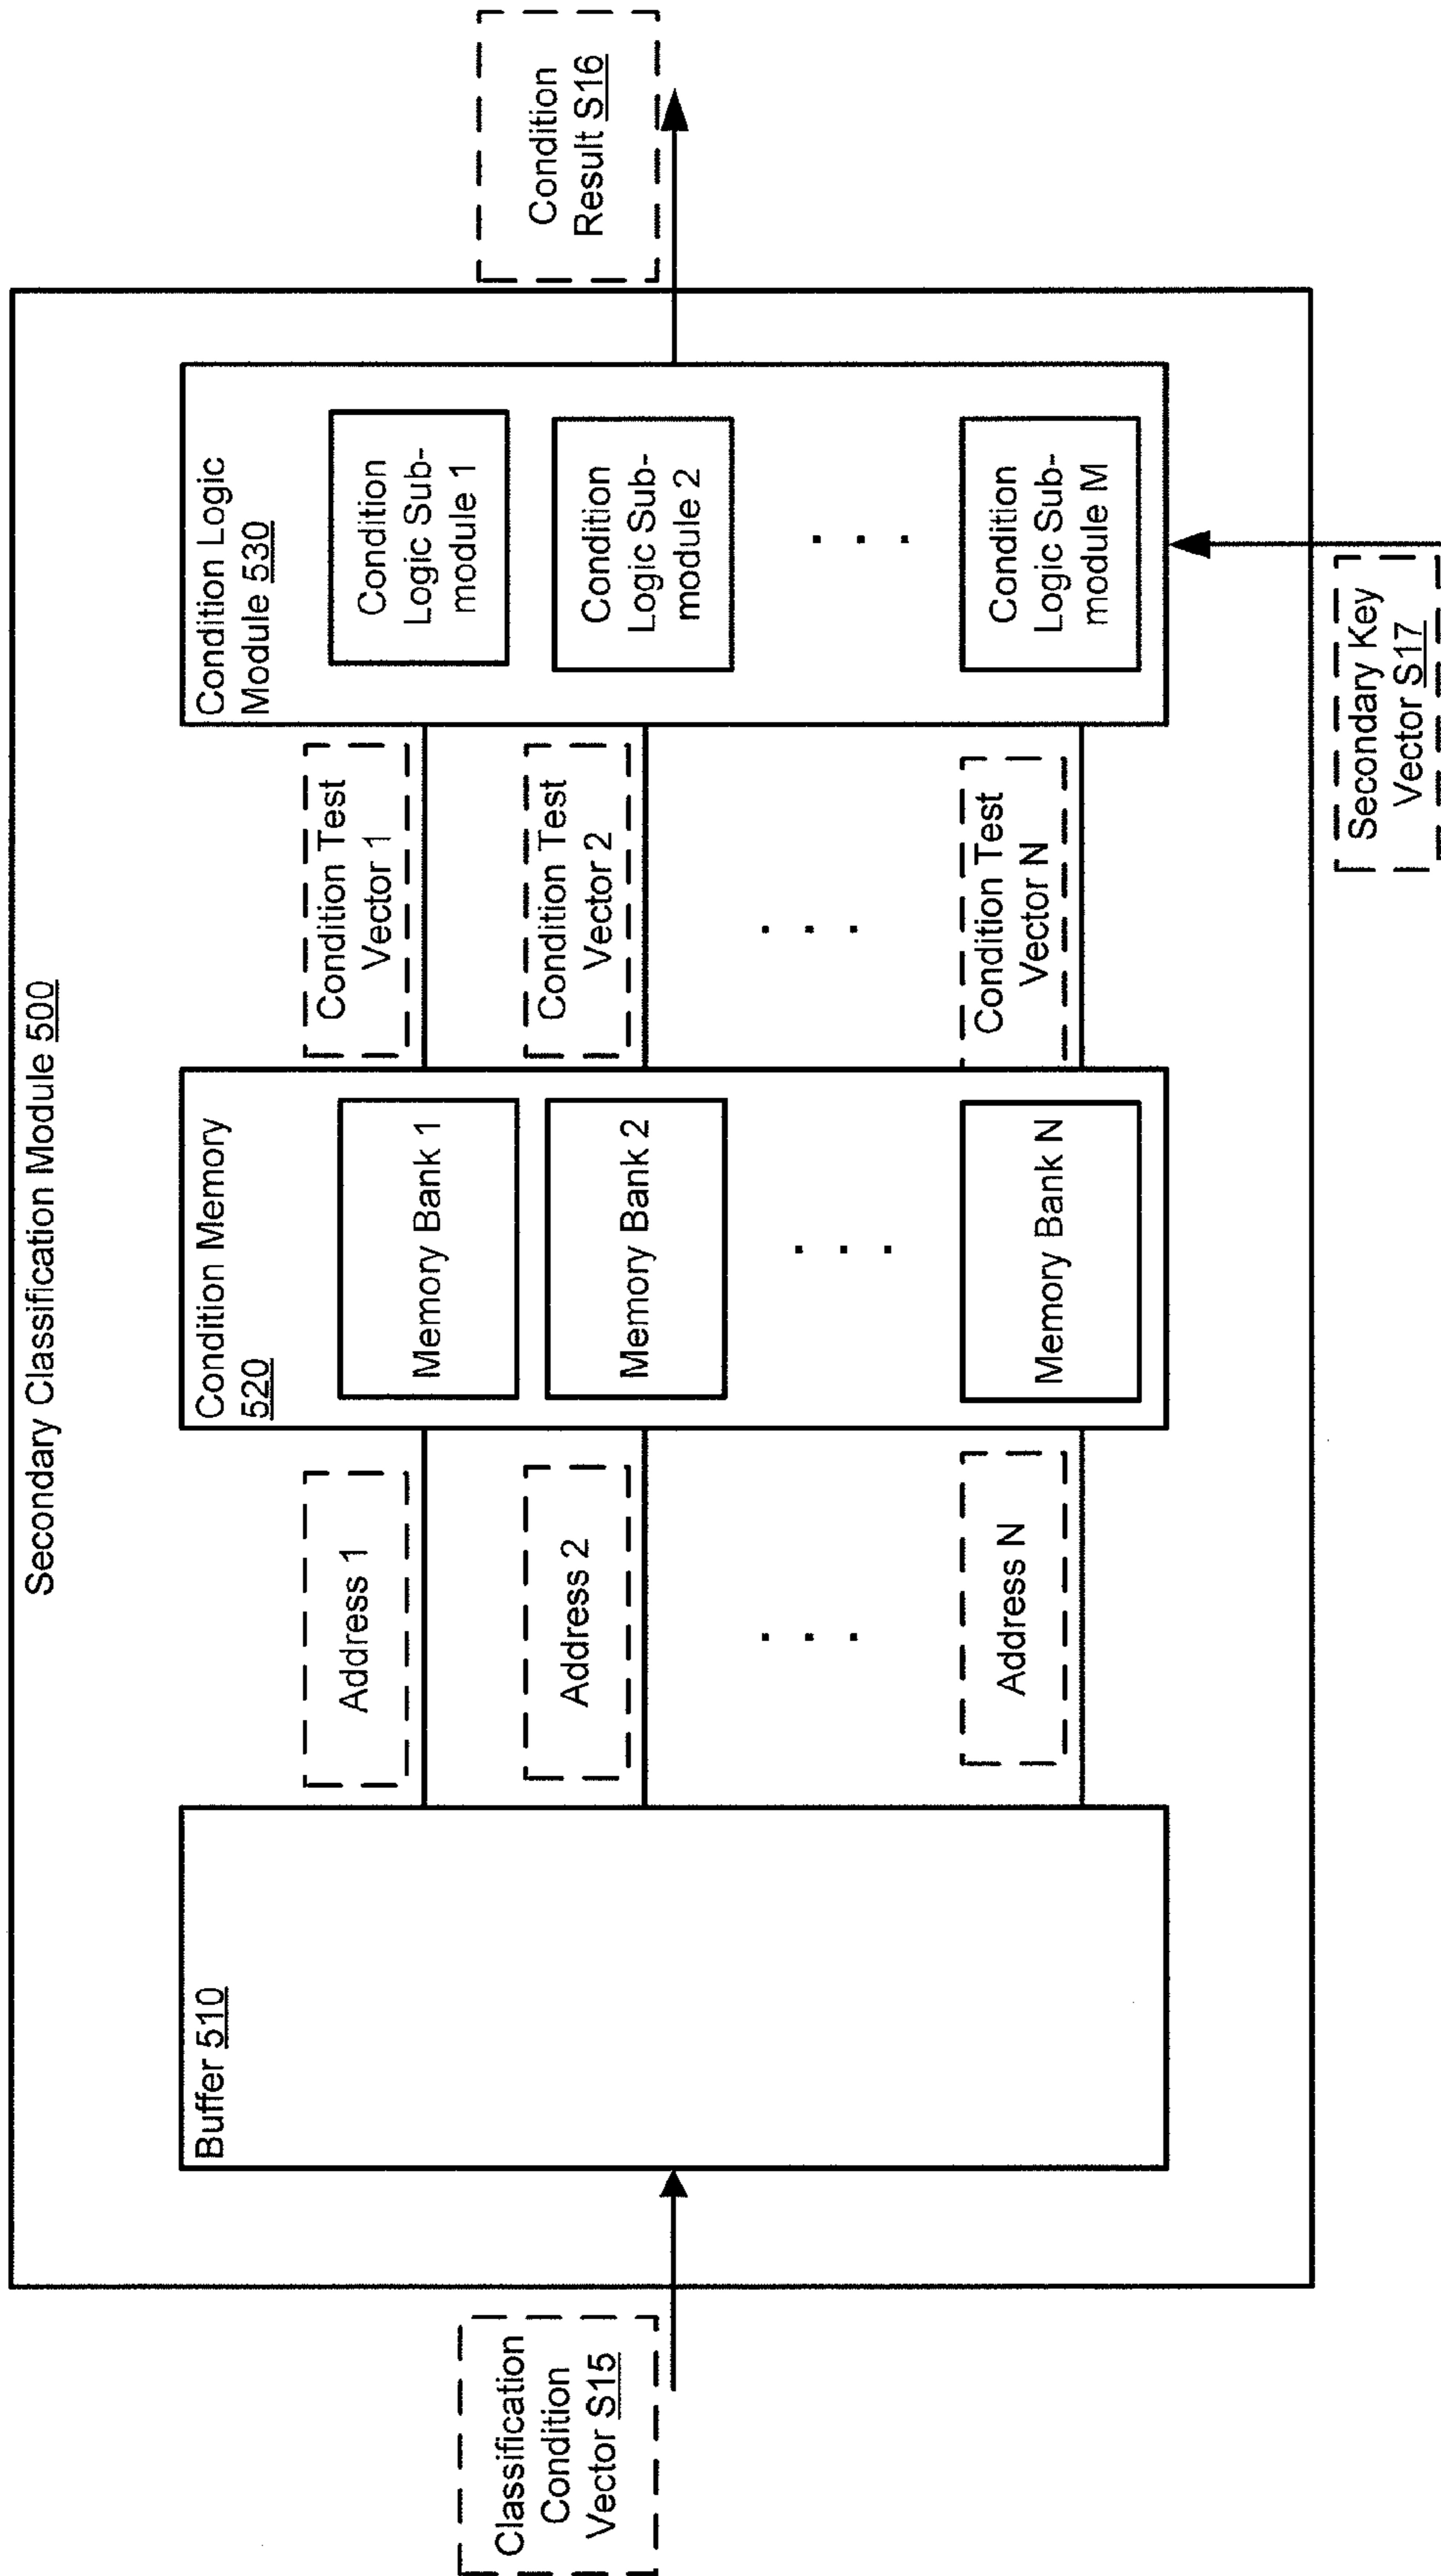 Secondary Classification Module 500
Classification
Condition
Vector S15
Buffer 510
Address 1
Address 2
. . .
Address N
Condition Memory
520
Memory Bank 1
Memory Bank 2
. . .
Memory Bank N
Condition Test
Vector 1
Condition Test
Vector 2
. . .
Condition Test
Vector N
Condition Logic
Module 530
Condition
Logic Sub-
module 1
Condition
Logic Sub-
module 2
. . .
Condition
Logic Sub-
module M
Condition
Result S16
Secondary Key
Vector S17